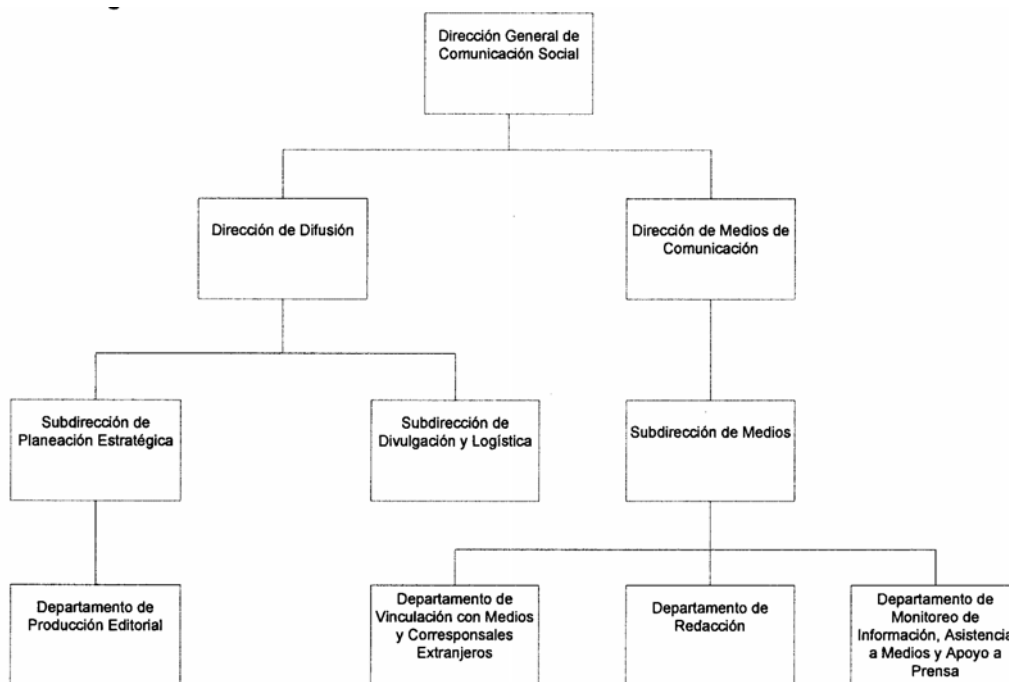 Dirección General de
Comunicación Social
Dirección de Difusión
Dirección de Medios de
Comunicación
Subdirección de
Planeación Estratégica
Subdirección de
Divulgación y Logística
Subdirección de Medios
Departamento de
Producción Editorial
Departamento de
Vinculación con Medios
y Corresponsales
Extranjeros
Departamento de
Redacción
Departamento de
Monitoreo de
Información, Asistencia
a Medios y Apoyo a
Prensa